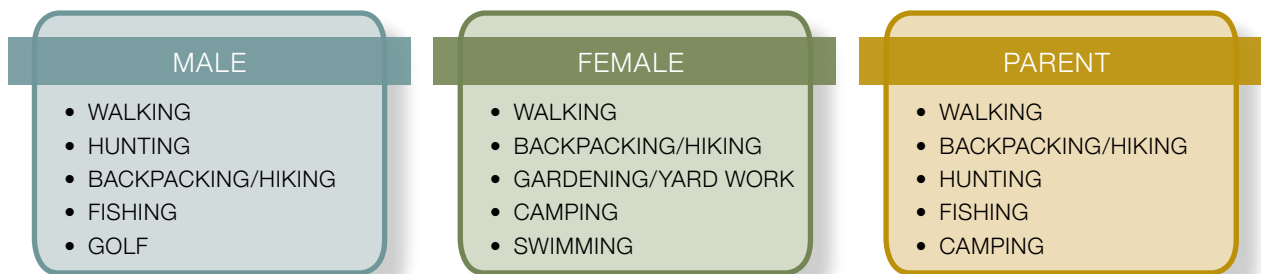 MALE
• WALKING
• HUNTING
• BACKPACKING/HIKING
• FISHING
• GOLF
FEMALE
• WALKING
• BACKPACKING/HIKING
• GARDENING/YARD WORK
• CAMPING
• SWIMMING
PARENT
• WALKING
• BACKPACKING/HIKING
• HUNTING
• FISHING
• CAMPING